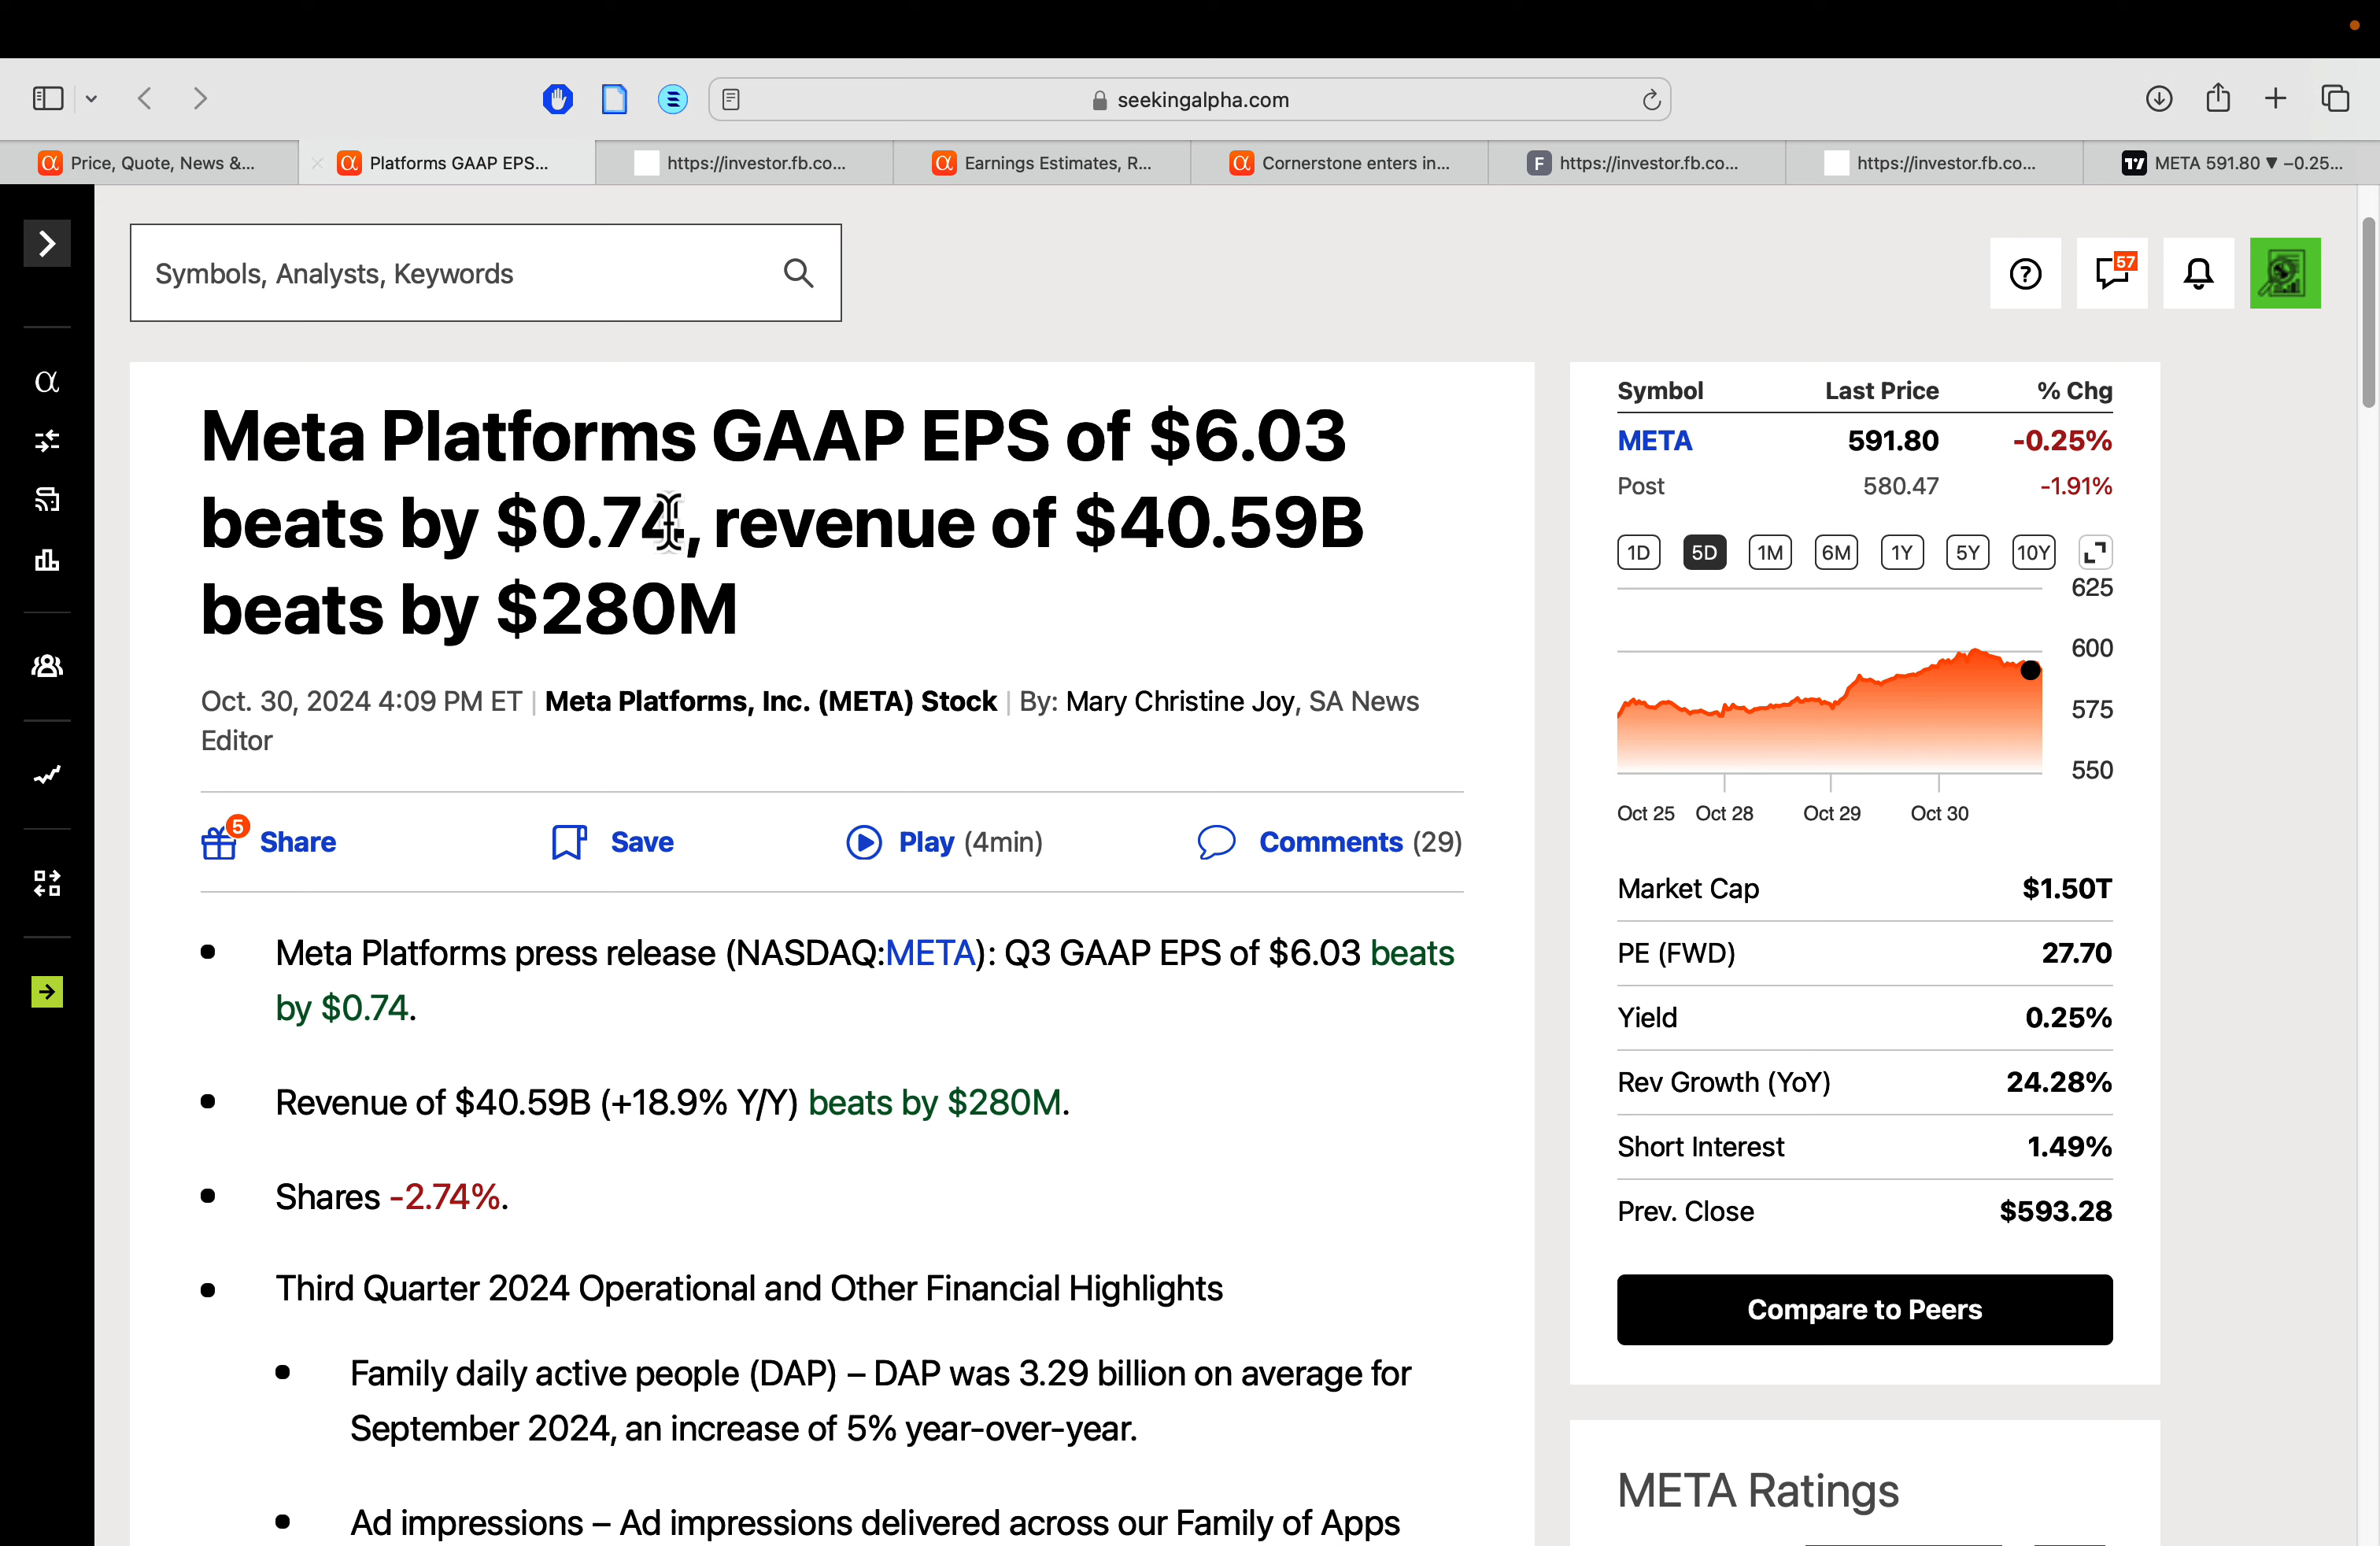 seekingalpha.com
Price, Quote, News &...
Platforms GAAP EPS...
https://investor.fb.co...
Earnings Estimates, R...
Cornerstone enters in...
F https://investor.fb.co...
https://investor.fb.co...
META 591.80 ▼ −0.25...
Symbols, Analysts, Keywords
57
Meta Platforms GAAP EPS of $6.03
beats by $0.74, revenue of $40.59B
beats by $280M
Oct. 30, 2024 4:09 PM ET | Meta Platforms, Inc. (META) Stock | By: Mary Christine Joy, SA News
Editor
5 Share Save Play (4min) Comments (29)
• Meta Platforms press release (NASDAQ:META): Q3 GAAP EPS of $6.03 beats
by $0.74.
• Revenue of $40.59B (+18.9% Y/Y) beats by $280M.
• Shares -2.74%.
• Third Quarter 2024 Operational and Other Financial Highlights
• Family daily active people (DAP) – DAP was 3.29 billion on average for
September 2024, an increase of 5% year-over-year.
• Ad impressions – Ad impressions delivered across our Family of Apps
Symbol Last Price % Chg
META 591.80 -0.25%
Post 580.47 -1.91%
1D 5D 1M 6M 1Y 5Y 10Y
625
600
575
550
Oct 25 Oct 28 Oct 29 Oct 30
Market Cap $1.50T
PE (FWD) 27.70
Yield 0.25%
Rev Growth (YoY) 24.28%
Short Interest 1.49%
Prev. Close $593.28
Compare to Peers
META Ratings